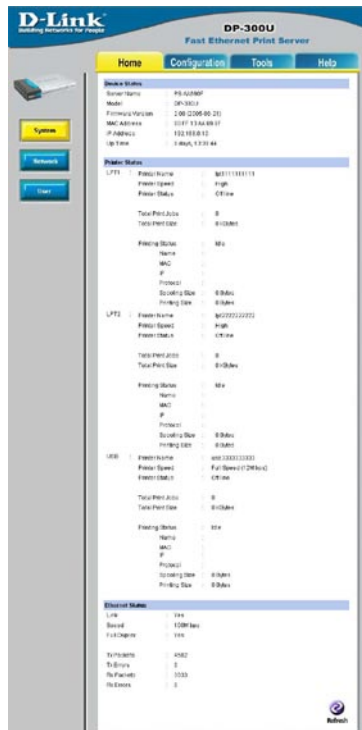 D-Link
Building Networks for People
DP-300U
Fast Ethernet Print Server
Home Configuration Tools Help
System
Network
User
Device Status
Server Name :
Model : DP-300U
Firmware Version :
MAC Address :
IP Address :
Up Time :
Printer Status
LPT1 : Printer Name :
Printer Speed : High
Printer Status : Offline
Total Print Jobs : 0
Total Print Size : 0 KBytes
Printing Status : Idle
Name :
MAC :
IP :
Protocol :
Spooling Size : 0 Bytes
Printing Size : 0 Bytes
LPT2 : Printer Name :
Printer Speed : High
Printer Status : Offline
Total Print Jobs : 0
Total Print Size : 0 KBytes
Printing Status : Idle
Name :
MAC :
IP :
Protocol :
Spooling Size : 0 Bytes
Printing Size : 0 Bytes
USB : Printer Name :
Printer Speed : Full Speed (12Mbps)
Printer Status : Offline
Total Print Jobs : 0
Total Print Size : 0 KBytes
Printing Status : Idle
Name :
MAC :
IP :
Protocol :
Spooling Size : 0 Bytes
Printing Size : 0 Bytes
Ethernet Status
Link : Yes
Speed : 100Mbps
Full Duplex : Yes
Tx Packets : 4582
Tx Errors :
Rx Packets :
Rx Errors :
Refresh